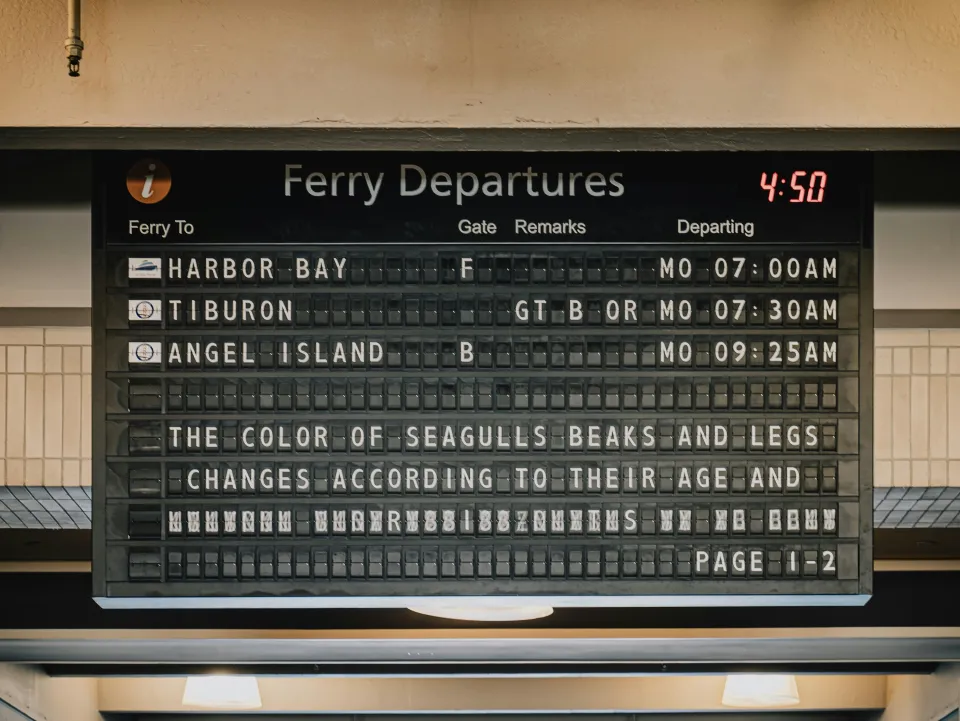 i Ferry Departures 4:50
Ferry To Gate Remarks Departing
HARBOR BAY F MO 07:00AM
TIBURON GT B OR MO 07:30AM
ANGEL ISLAND B MO 09:25AM
THE COLOR OF SEAGULLS BEAKS AND LEGS
CHANGES ACCORDING TO THEIR AGE AND
PAGE 1-2